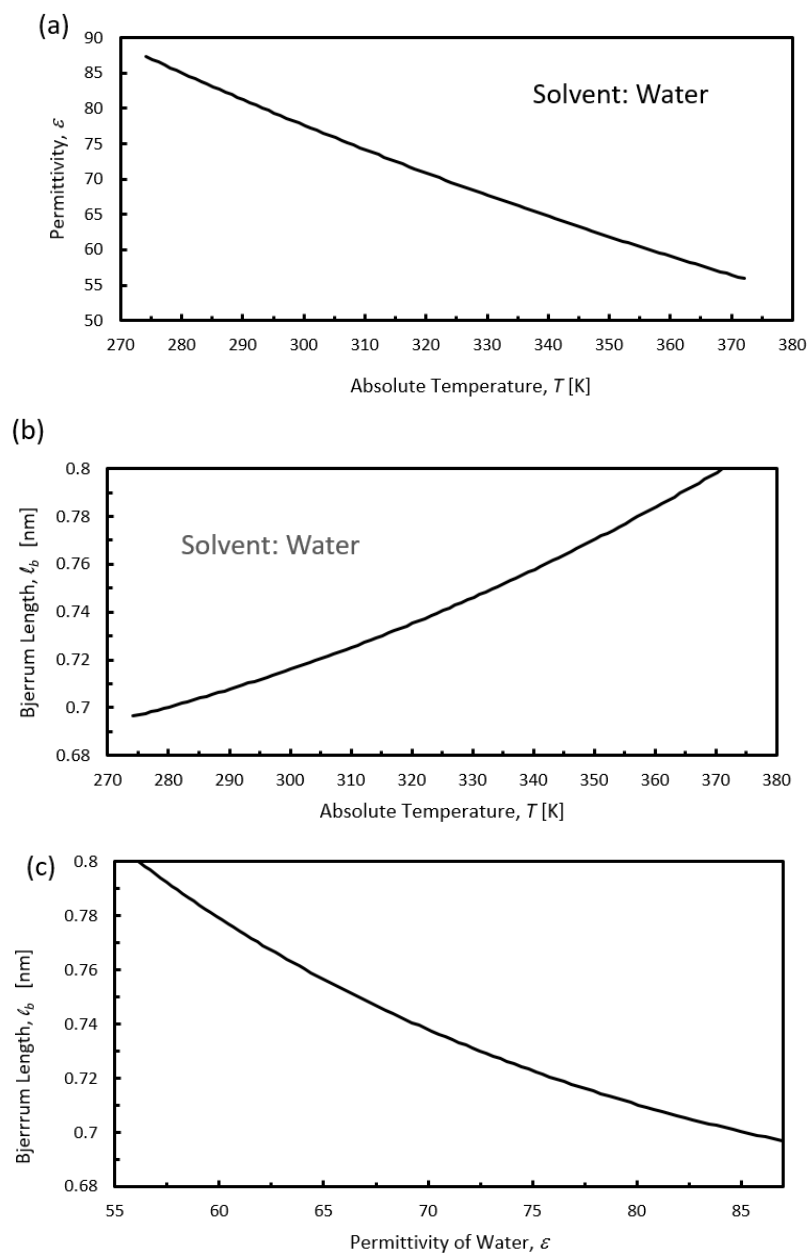 (a)
90
85
80
75
70
65
60
55
50
Permittivity, ε
Solvent: Water
270 280 290 300 310 320 330 340 350 360 370 380
Absolute Temperature, T [K]
(b)
0.8
0.78
0.76
0.74
0.72
0.7
0.68
Bjerrum Length, ℓb [nm]
Solvent: Water
270 280 290 300 310 320 330 340 350 360 370 380
Absolute Temperature, T [K]
(c)
0.8
0.78
0.76
0.74
0.72
0.7
0.68
Bjerrrum Length, ℓb [nm]
55 60 65 70 75 80 85
Permittivity of Water, ε